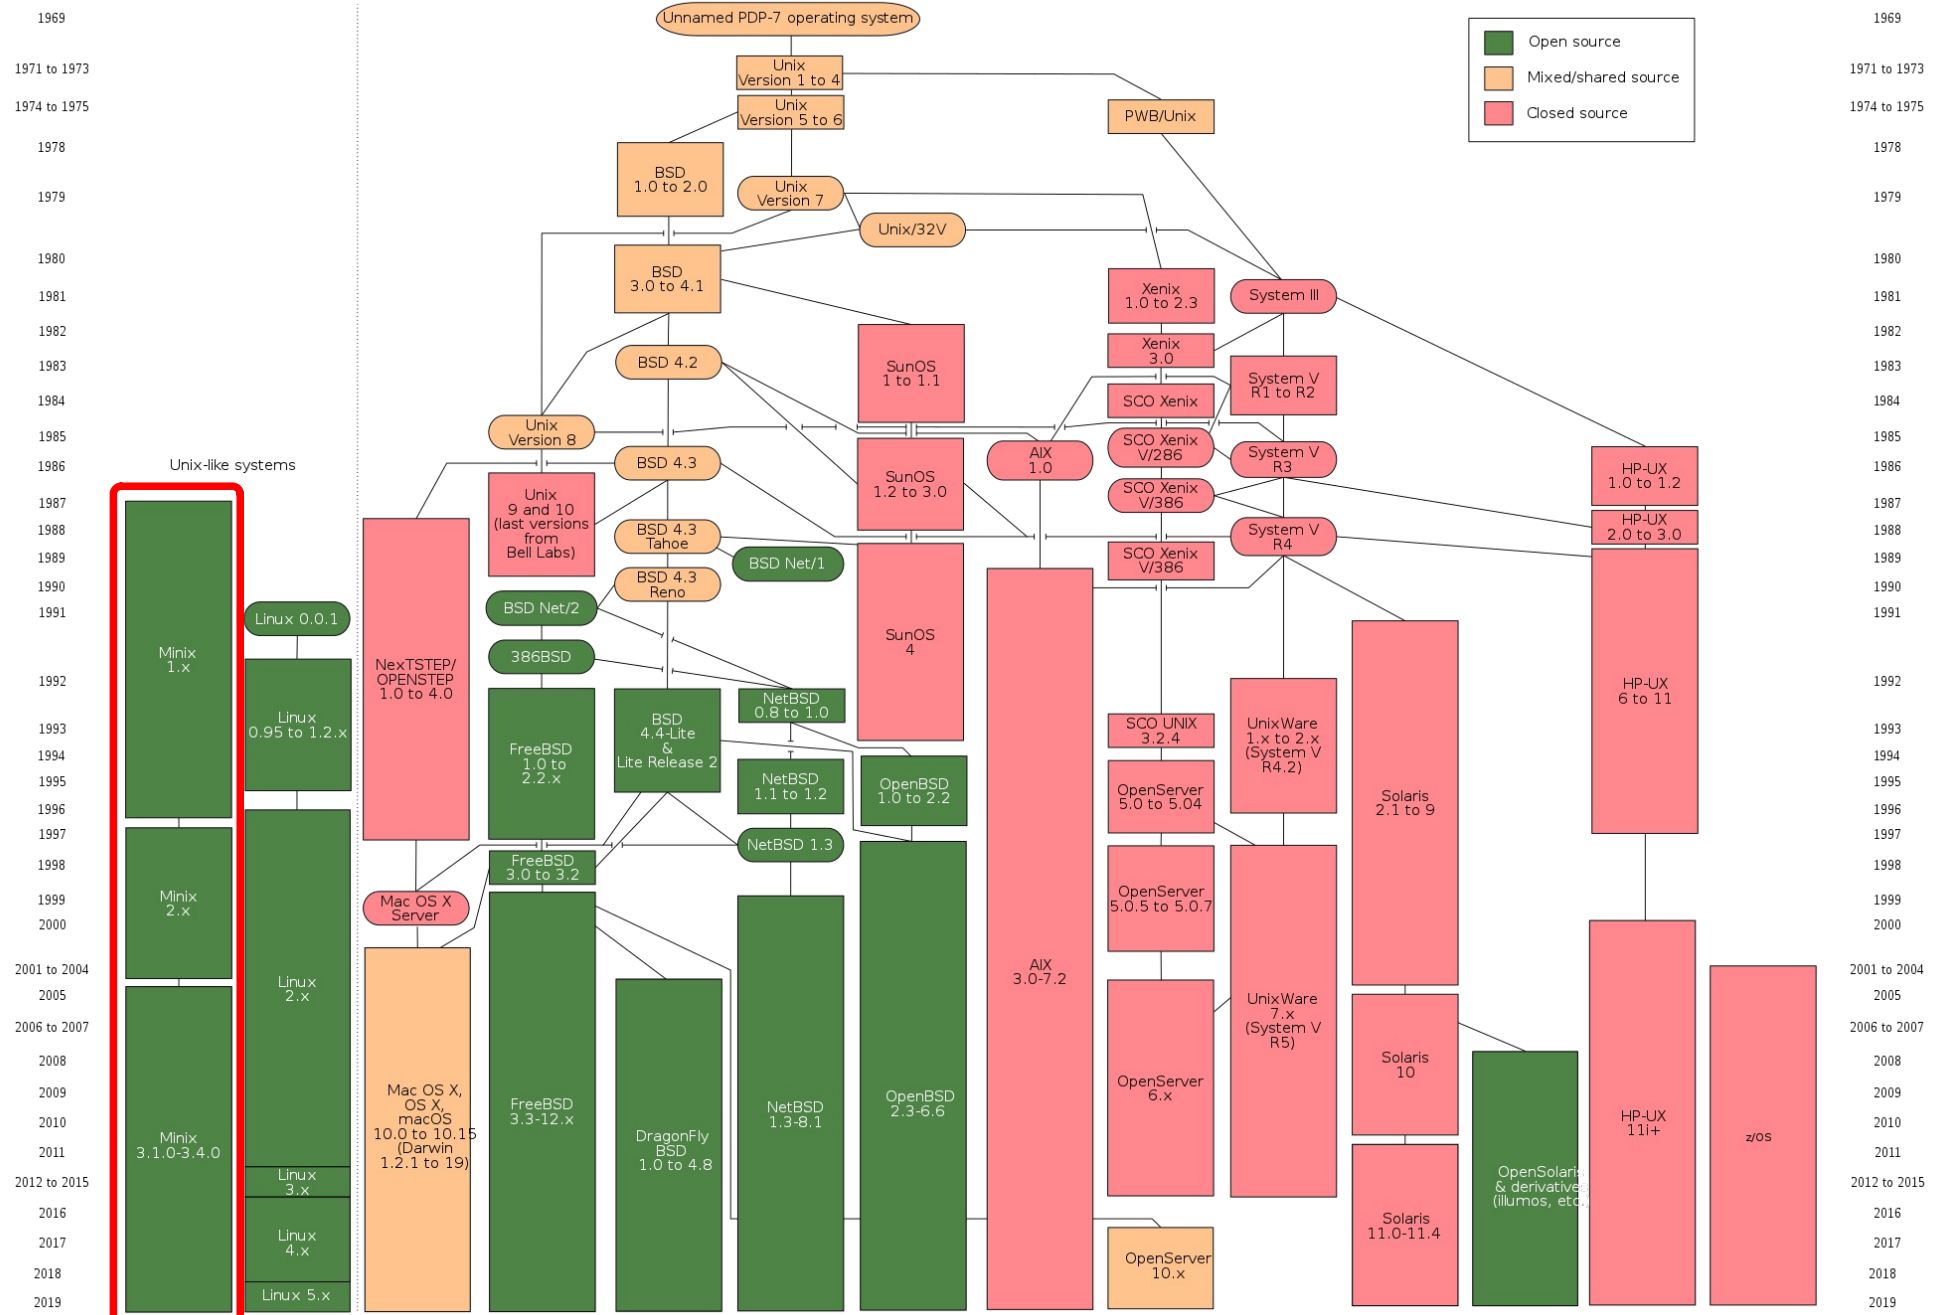 1969
1971 to 1973
1974 to 1975
1978
1979
1980
1981
1982
1983
1984
1985
1986
1987
1988
1989
1990
1991
1992
1993
1994
1995
1996
1997
1998
1999
2000
2001 to 2004
2005
2006 to 2007
2008
2009
2010
2011
2012 to 2015
2016
2017
2018
2019
Unix-like systems
Minix
1.x
Minix
2.x
Minix
3.1.0-3.4.0
Linux 0.0.1
Linux
0.95 to 1.2.x
Linux
2.x
Linux
3.x
Linux
4.x
Linux 5.x
Unnamed PDP-7 operating system
Unix
Version 1 to 4
Unix
Version 5 to 6
PWB/Unix
BSD
1.0 to 2.0
Unix
Version 7
Unix/32V
BSD
3.0 to 4.1
Xenix
1.0 to 2.3
System III
Xenix
3.0
SunOS
1 to 1.1
BSD 4.2
System V
R1 to R2
SCO Xenix
Unix
Version 8
SCO Xenix
V/286
System V
R3
AIX
1.0
BSD 4.3
SunOS
1.2 to 3.0
HP-UX
1.0 to 1.2
SCO Xenix
V/386
Unix
9 and 10
(last versions
from
Bell Labs)
HP-UX
2.0 to 3.0
BSD 4.3
Tahoe
System V
R4
BSD Net/1
SCO Xenix
V/386
BSD 4.3
Reno
BSD Net/2
386BSD
SunOS
4
NexTSTEP/
OPENSTEP
1.0 to 4.0
HP-UX
6 to 11
NetBSD
0.8 to 1.0
BSD
4.4-Lite
&
Lite Release 2
FreeBSD
1.0 to
2.2.x
SCO UNIX
3.2.4
UnixWare
1.x to 2.x
(System V
R4.2)
NetBSD
1.1 to 1.2
OpenBSD
1.0 to 2.2
OpenServer
5.0 to 5.04
Solaris
2.1 to 9
NetBSD 1.3
FreeBSD
3.0 to 3.2
Mac OS X
Server
OpenServer
5.0.5 to 5.0.7
AIX
3.0-7.2
UnixWare
7.x
(System V
R5)
Solaris
10
OpenServer
6.x
Mac OS X,
OS X,
macOS
10.0 to 10.15
(Darwin
1.2.1 to 19)
FreeBSD
3.3-12.x
DragonFly
BSD
1.0 to 4.8
NetBSD
1.3-8.1
OpenBSD
2.3-6.6
OpenServer
10.x
Solaris
11.0-11.4
OpenSolaris
& derivatives
(illumos, etc.)
HP-UX
11i+
z/OS
Open source
Mixed/shared source
Closed source
1969
1971 to 1973
1974 to 1975
1978
1979
1980
1981
1982
1983
1984
1985
1986
1987
1988
1989
1990
1991
1992
1993
1994
1995
1996
1997
1998
1999
2000
2001 to 2004
2005
2006 to 2007
2008
2009
2010
2011
2012 to 2015
2016
2017
2018
2019